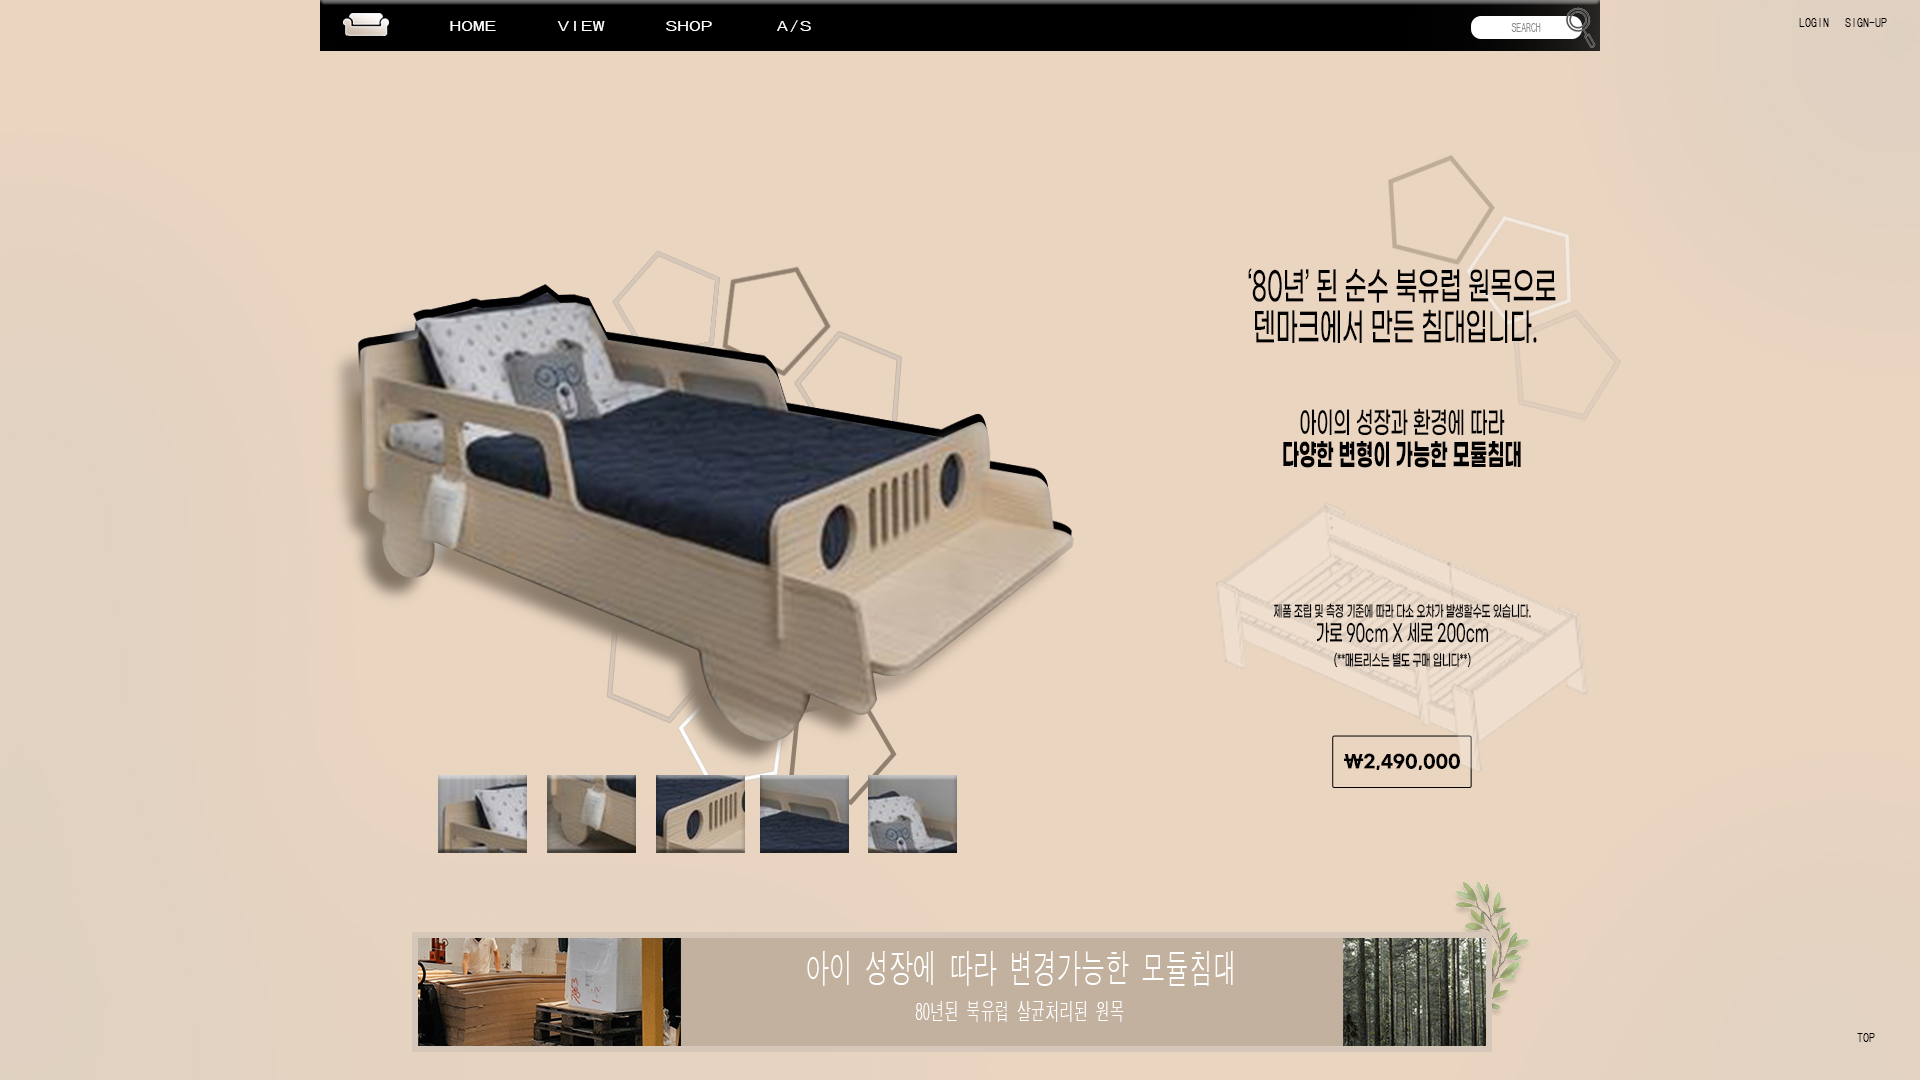 HOME VIEW SHOP A/S SEARCH LOGIN SIGN-UP
‘80년’ 된 순수 북유럽 원목으로
덴마크에서 만든 침대입니다.
아이의 성장과 환경에 따라
다양한 변형이 가능한 모듈침대
제품 조립 및 측정 기준에 따라 다소 오차가 발생할수도 있습니다.
가로 90cm X 세로 200cm
(**매트리스는 별도 구매 입니다**)
₩2,490,000
아이 성장에 따라 변경가능한 모듈침대
80년된 북유럽 살균처리된 원목
TOP